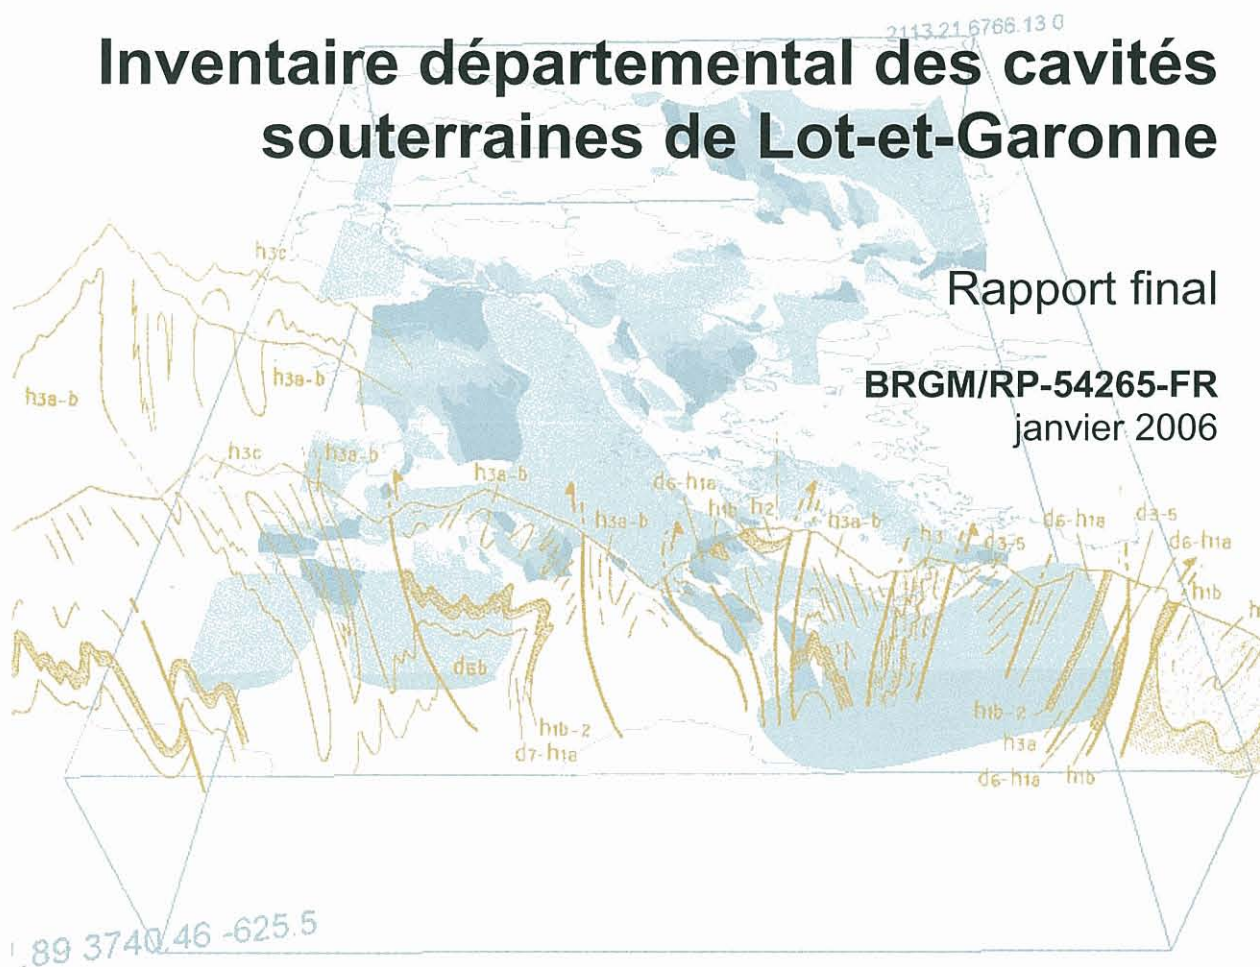 2113.21 6766.13 0
Inventaire départemental des cavités
souterraines de Lot-et-Garonne
h3c
Rapport final
h3a-b
h3a-b
BRGM/RP-54265-FR
janvier 2006
h3c
h3a-b
h3a-b
d6-h1a
h1b
h2
h3a-b
h3a-b
h3
d3-5
d6-h1a
d3-5
d6-h1a
h1b
d6b
h1b-2
d7-h1a
h1b-2
h3a
d6-h1a
h1b
89 3740.46 -625.5